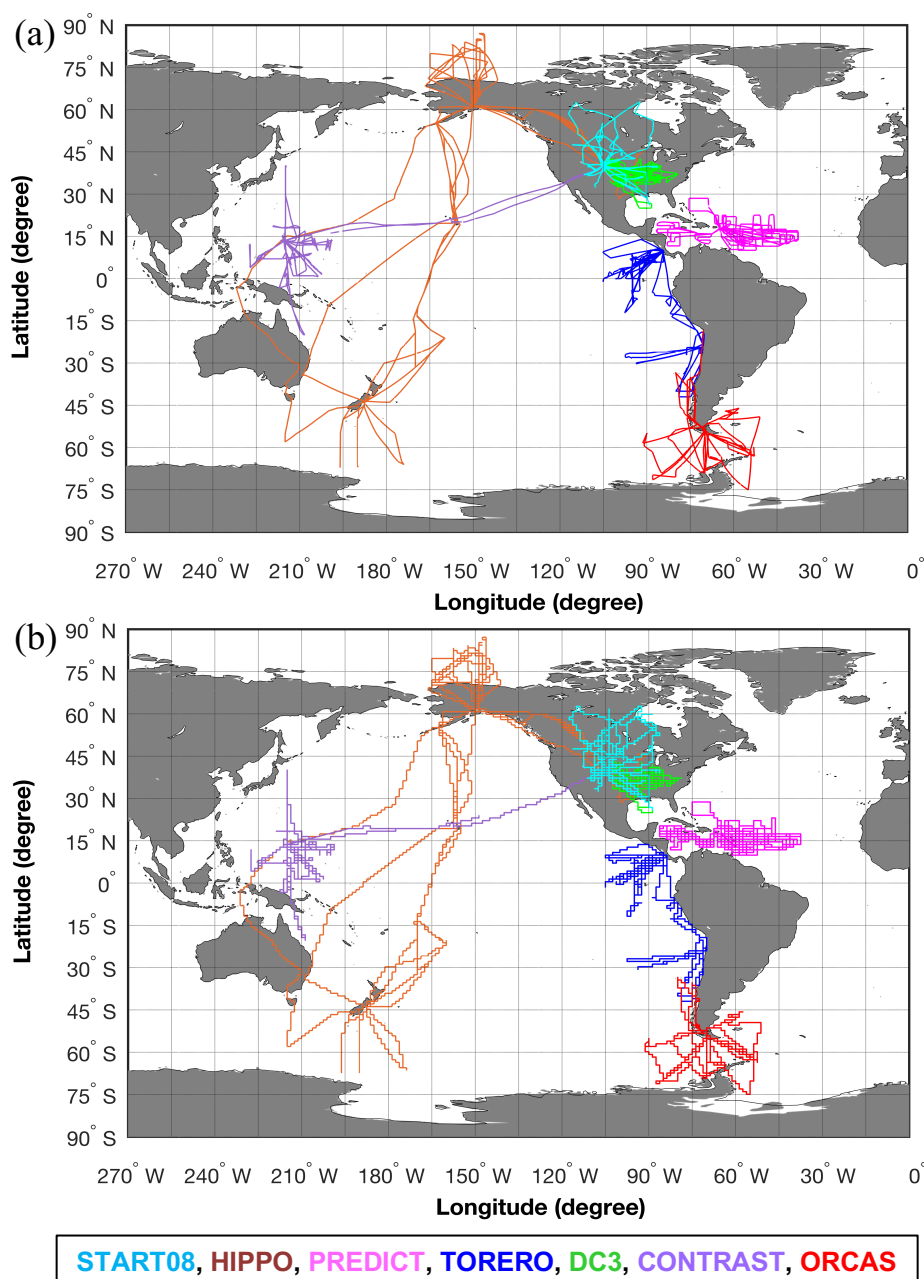 (a)
90° N
75° N
60° N
45° N
30° N
15° N
0°
15° S
30° S
45° S
60° S
75° S
90° S
Latitude (degree)
270° W 240° W 210° W 180° W 150° W 120° W 90° W 60° W 30° W 0°
Longitude (degree)
(b)
90° N
75° N
60° N
45° N
30° N
15° N
0°
15° S
30° S
45° S
60° S
75° S
90° S
Latitude (degree)
270° W 240° W 210° W 180° W 150° W 120° W 90° W 60° W 30° W 0°
Longitude (degree)
START08, HIPPO, PREDICT, TORERO, DC3, CONTRAST, ORCAS